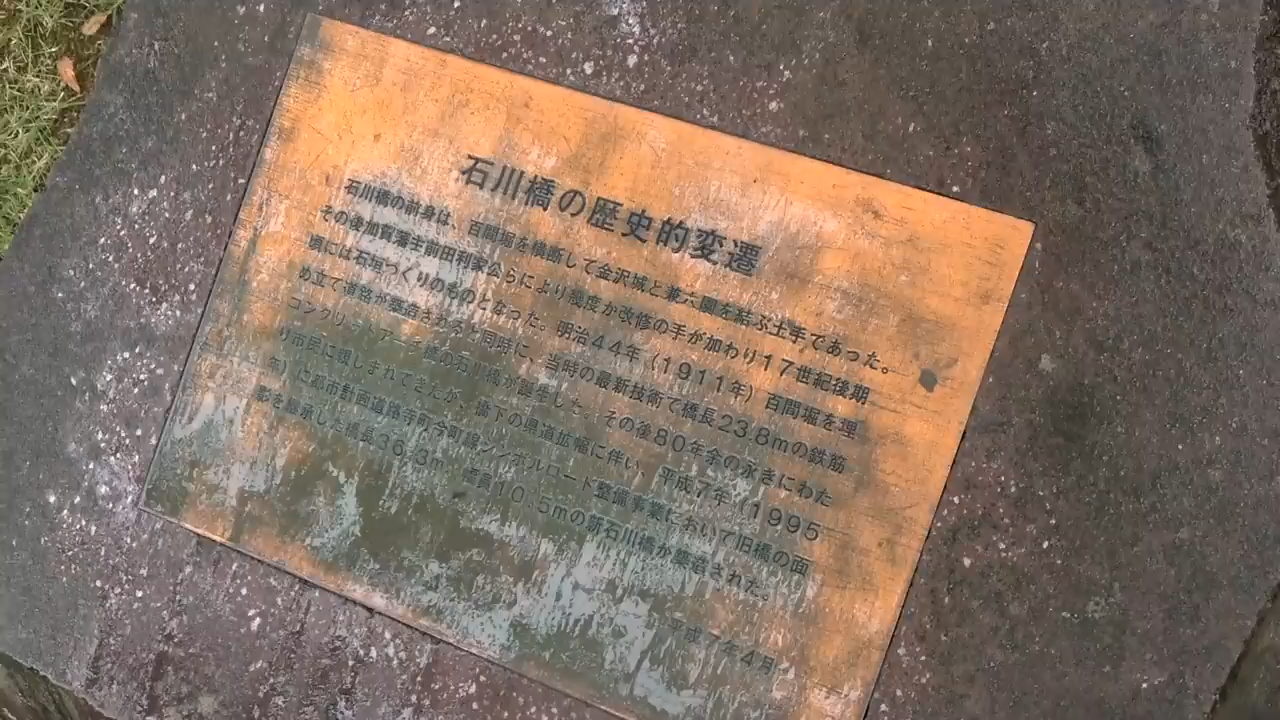 石川橋の歴史的変遷
石川橋の前身は、百間堀を横断して金沢城と兼六園を結ぶ土手であった。
その後加賀藩主前田利家公らにより幾度か改修の手が加わり17世紀後期
頃には石垣づくりのものとなった。明治44年（1911年）百間堀を埋
め立て道路が築造されると同時に、当時の最新技術で橋長23.8mの鉄筋
コンクリートアーチ橋の石川橋が誕生した。その後80年余の永きにわた
り市民に親しまれてきたが、橋下の県道拡幅に伴い、平成7年（1995
年）に都市計画道路寺町今町線シンボルロード整備事業において旧橋の面
影を継承した橋長36.3m 10.5mの新石川橋が築造された。
平成7年4月